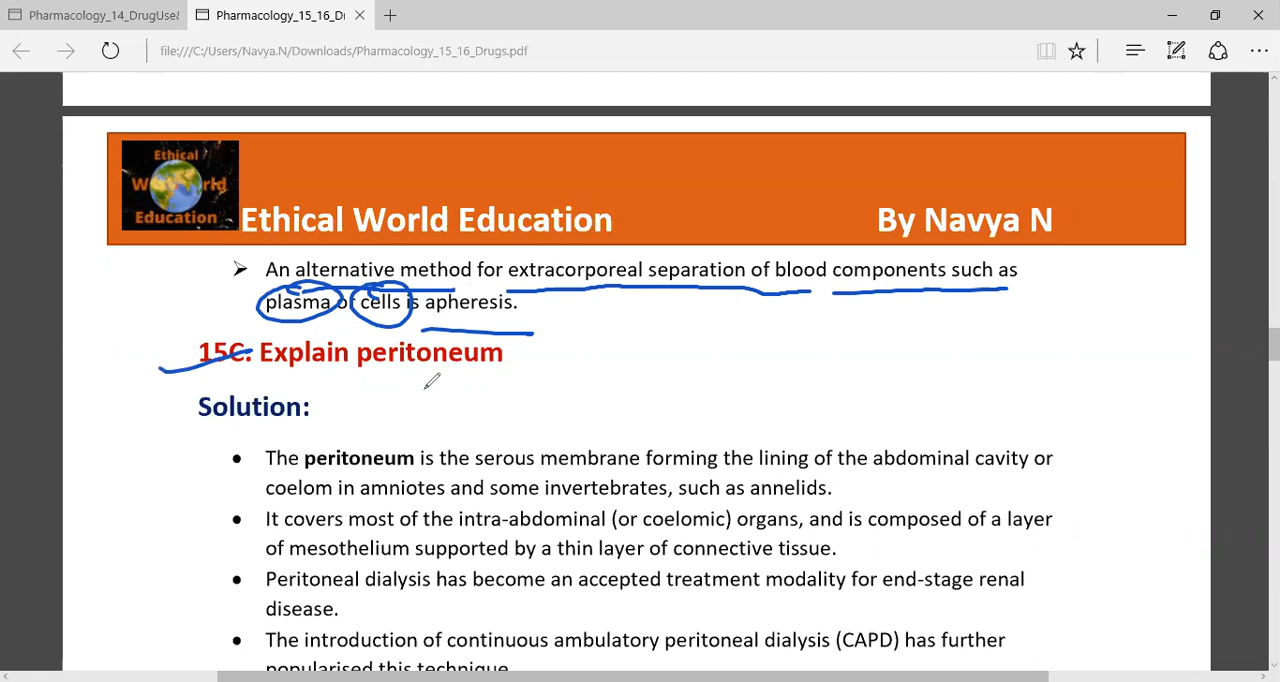 Pharmacology_14_DrugUse&
Pharmacology_15_16_Dr
file:///C:/Users/Navya.N/Downloads/Pharmacology_15_16_Drugs.pdf
Ethical
World
Education
Ethical World Education By Navya N
An alternative method for extracorporeal separation of blood components such as
plasma or cells is apheresis.
15C: Explain peritoneum
Solution:
The peritoneum is the serous membrane forming the lining of the abdominal cavity or
coelom in amniotes and some invertebrates, such as annelids.
It covers most of the intra-abdominal (or coelomic) organs, and is composed of a layer
of mesothelium supported by a thin layer of connective tissue.
Peritoneal dialysis has become an accepted treatment modality for end-stage renal
disease.
The introduction of continuous ambulatory peritoneal dialysis (CAPD) has further
popularised this technique